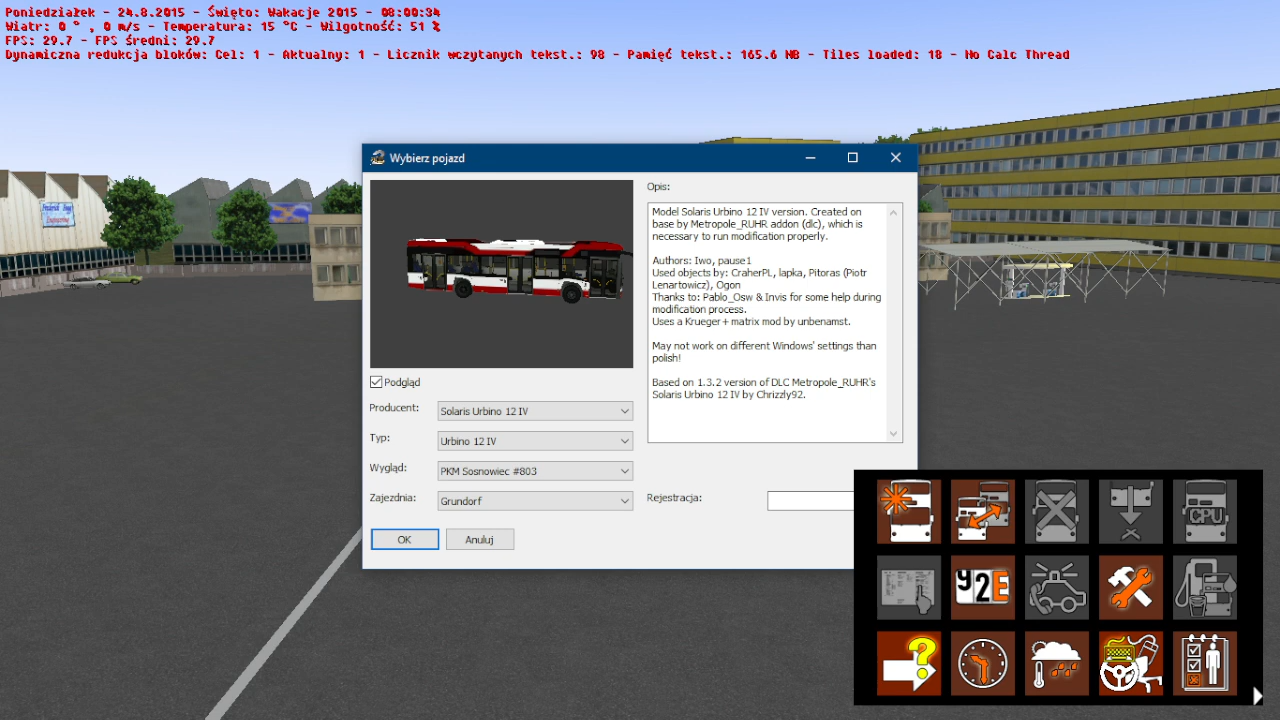 Poniedziałek - 24.8.2015 - Święto: Wakacje 2015 - 08:00:34
Wiatr: 0 ° , 0 m/s - Temperatura: 15 °C - Wilgotność: 51 %
FPS: 29.7 - FPS średni: 29.7
Dynamiczna redukcja bloków: Cel: 1 - Aktualny: 1 - Licznik wczytanych tekst.: 98 - Pamięć tekst.: 165.6 MB - Tiles loaded: 18 - No Calc Thread
Wybierz pojazd
Opis:
Model Solaris Urbino 12 IV version. Created on
base by Metropole_RUHR addon (dlc), which is
necessary to run modification properly.
Authors: Iwo, pause1
Used objects by: CraherPL, lapka, Pitoras (Piotr
Lenartowicz), Ogon
Thanks to: Pablo_Osw & Invis for some help during
modification process.
Uses a Krueger+ matrix mod by unbenamst.
May not work on different Windows' settings than
polish!
Based on 1.3.2 version of DLC Metropole_RUHR's
Solaris Urbino 12 IV by Chrizzly92.
Podgląd
Producent: Solaris Urbino 12 IV
Typ: Urbino 12 IV
Wygląd: PKM Sosnowiec #803
Zajezdnia: Grundorf
Rejestracja:
OK Anuluj
CPU
92E
?